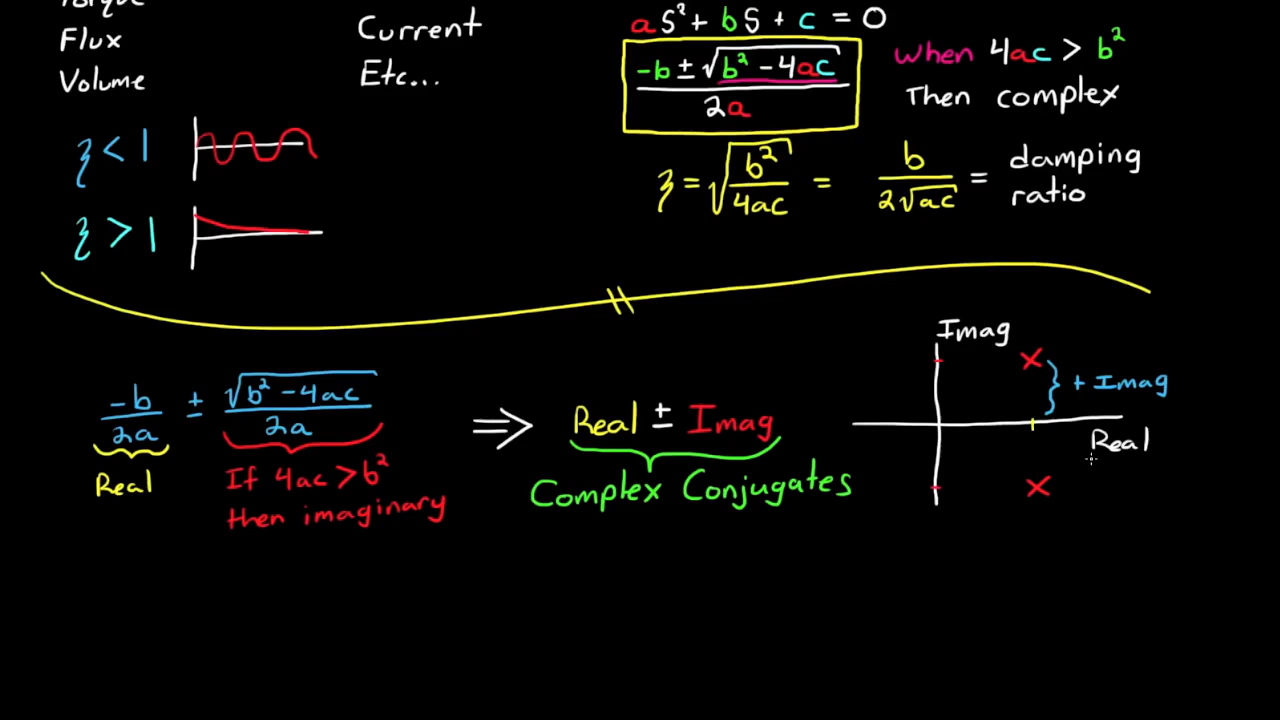 Torque
Flux
Volume
Current
Etc...
aS² + bS + c = 0
-b ± √(b² - 4ac)
2a
When 4ac > b²
Then complex
ζ < 1
ζ > 1
ζ = √(b²/4ac) = b/(2√ac) = damping ratio
-b/2a ± √(b² - 4ac)/2a
Real
If 4ac > b²
then imaginary
⇒ Real ± Imag
Complex Conjugates
Imag
+ Imag
Real